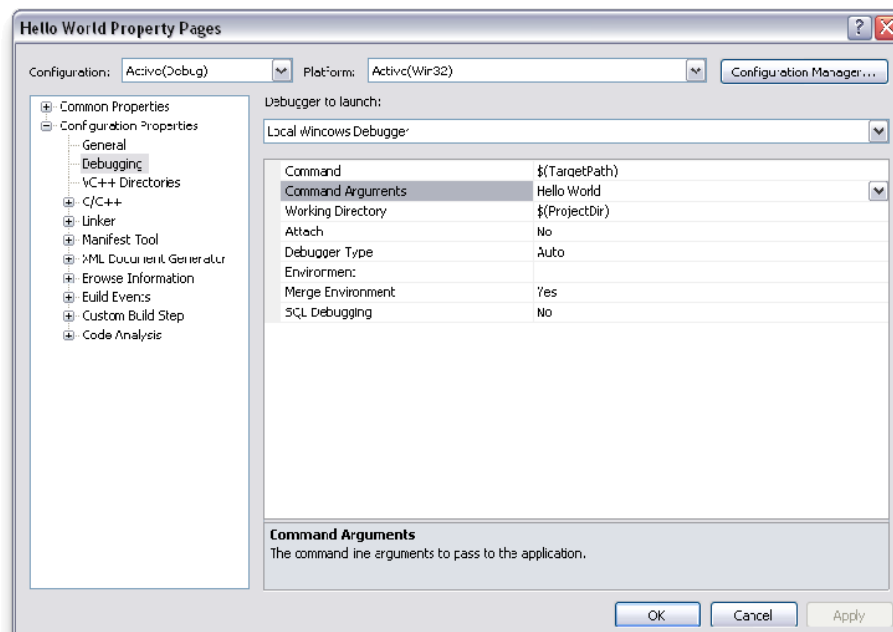 Hello World Property Pages
Configuration: Active(Debug) Platform: Active(Win32) Configuration Manager...
Common Properties
Configuration Properties
General
Debugging
VC++ Directories
C/C++
Linker
Manifest Tool
XML Document Generator
Browse Information
Build Events
Custom Build Step
Code Analysis
Debugger to launch:
Local Windows Debugger
Command $(TargetPath)
Command Arguments Hello World
Working Directory $(ProjectDir)
Attach No
Debugger Type Auto
Environment
Merge Environment Yes
SQL Debugging No
Command Arguments
The command line arguments to pass to the application.
OK Cancel Apply